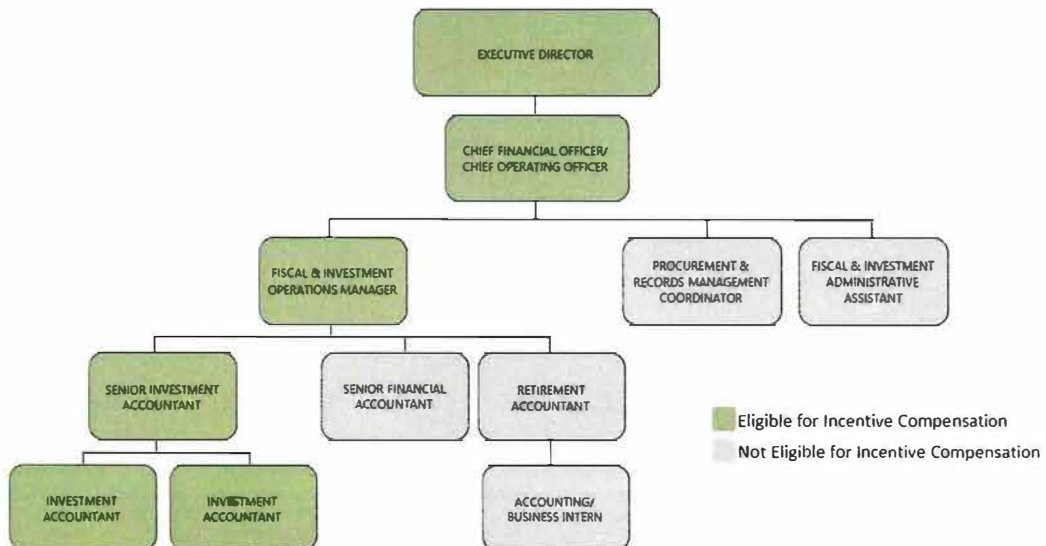 EXECUTIVE DIRECTOR
CHIEF FINANCIAL OFFICER/
CHIEF OPERATING OFFICER
FISCAL & INVESTMENT
OPERATIONS MANAGER
PROCUREMENT &
RECORDS MANAGEMENT
COORDINATOR
FISCAL & INVESTMENT
ADMINISTRATIVE
ASSISTANT
SENIOR INVESTMENT
ACCOUNTANT
SENIOR FINANCIAL
ACCOUNTANT
RETIREMENT
ACCOUNTANT
Eligible for Incentive Compensation
Not Eligible for Incentive Compensation
INVESTMENT
ACCOUNTANT
INVESTMENT
ACCOUNTANT
ACCOUNTING/
BUSINESS INTERN